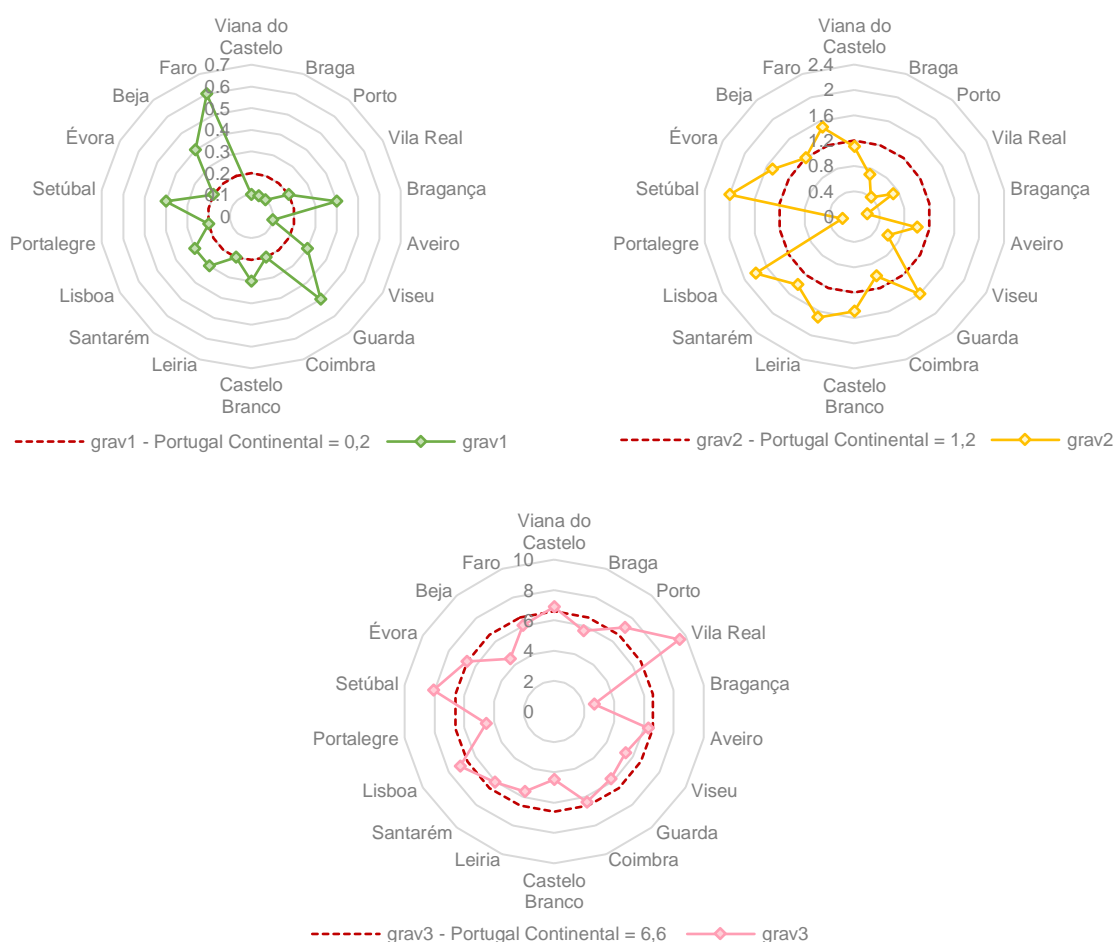 Viana do
Castelo
Braga
Porto
Vila Real
Bragança
Aveiro
Viseu
Guarda
Coimbra
Castelo
Branco
Leiria
Santarém
Lisboa
Portalegre
Setúbal
Évora
Beja
Faro
0.7
0.6
0.5
0.4
0.3
0.2
0.1
0
grav1 - Portugal Continental = 0,2
grav1
Viana do
Castelo
Braga
Porto
Vila Real
Bragança
Aveiro
Viseu
Guarda
Coimbra
Castelo
Branco
Leiria
Santarém
Lisboa
Portalegre
Setúbal
Évora
Beja
Faro
2.4
2
1.6
1.2
0.8
0.4
0
grav2 - Portugal Continental = 1,2
grav2
Viana do
Castelo
Braga
Porto
Vila Real
Bragança
Aveiro
Viseu
Guarda
Coimbra
Castelo
Branco
Leiria
Santarém
Lisboa
Portalegre
Setúbal
Évora
Beja
Faro
10
8
6
4
2
0
grav3 - Portugal Continental = 6,6
grav3